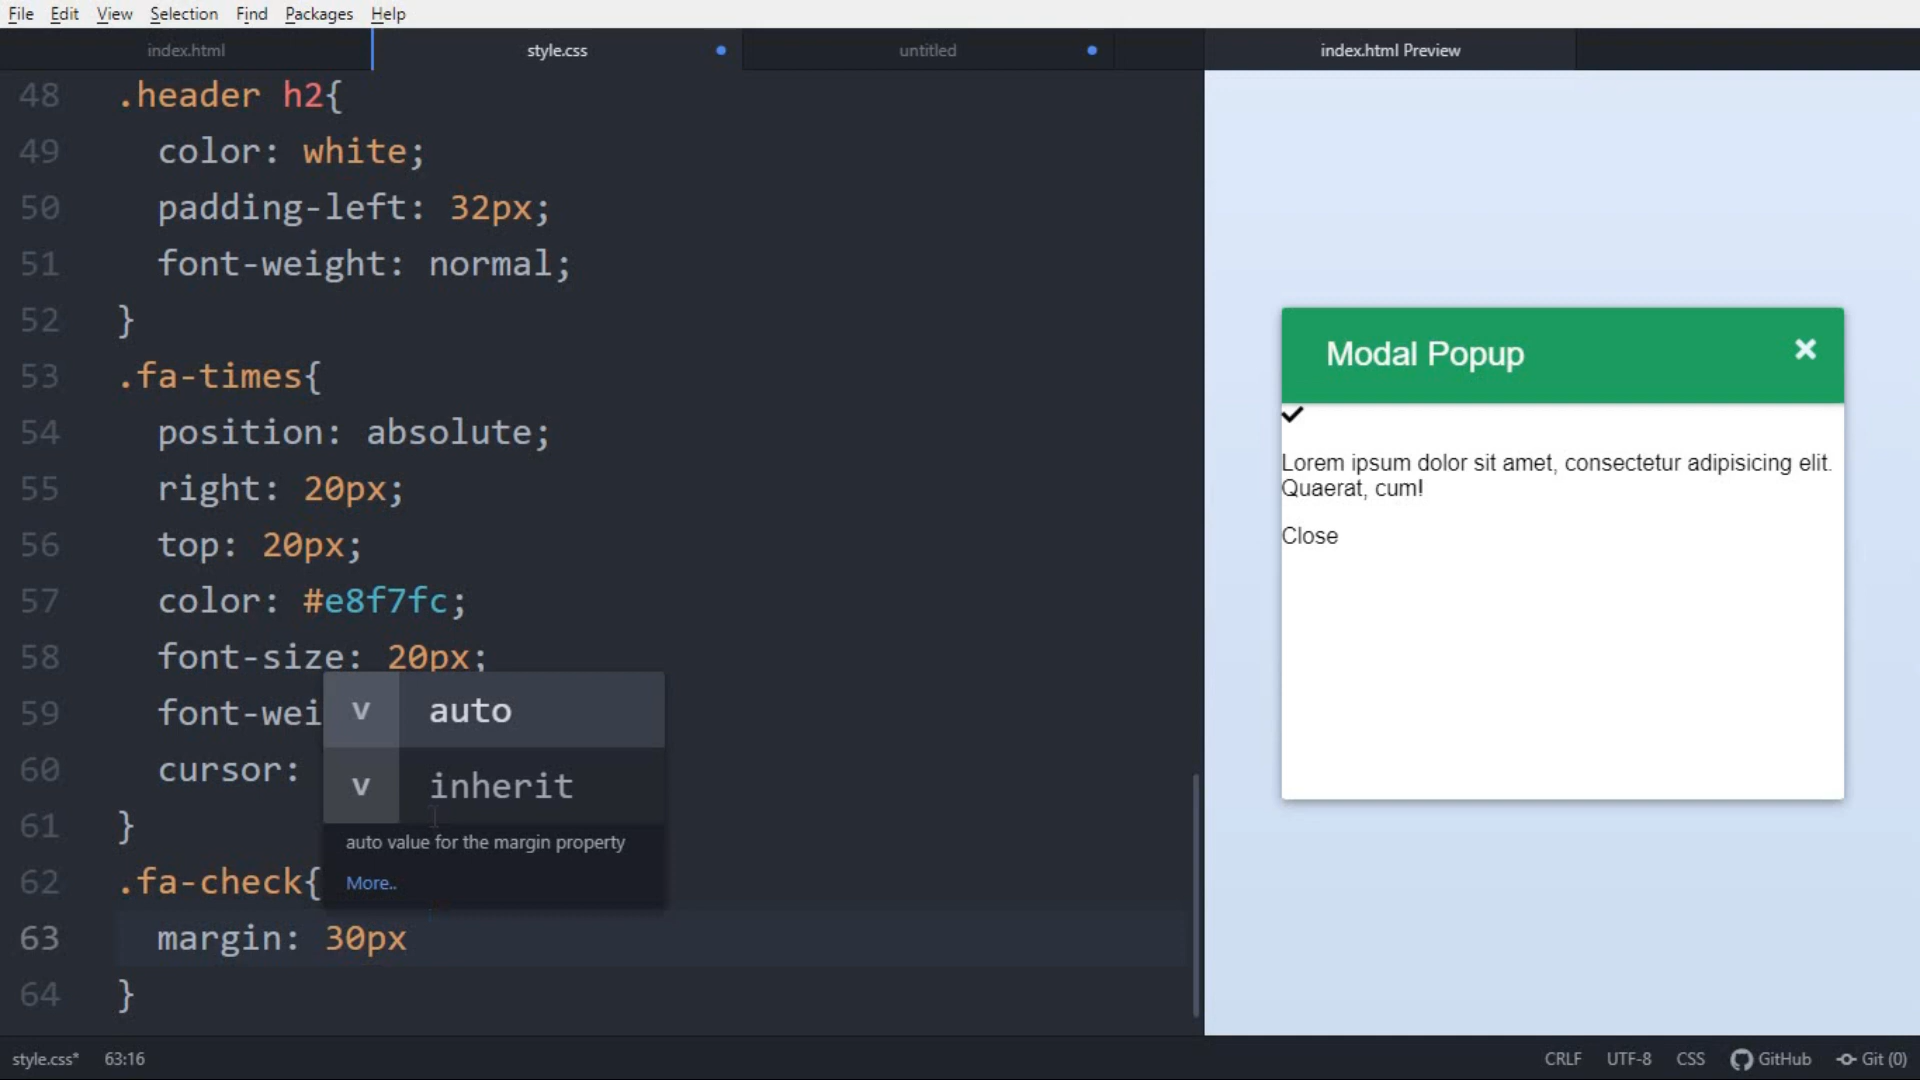 File Edit View Selection Find Packages Help
index.html style.css untitled index.html Preview
48 .header h2{
49 color: white;
50 padding-left: 32px;
51 font-weight: normal;
52 }
53 .fa-times{
54 position: absolute;
55 right: 20px;
56 top: 20px;
57 color: #e8f7fc;
58 font-size: 20px;
59 font-wei
60 cursor:
61 }
62 .fa-check{
63 margin: 30px
64 }
v auto
v inherit
auto value for the margin property
More..
Modal Popup
Lorem ipsum dolor sit amet, consectetur adipisicing elit.
Quaerat, cum!
Close
style.css* 63:16 CRLF UTF-8 CSS GitHub Git (0)